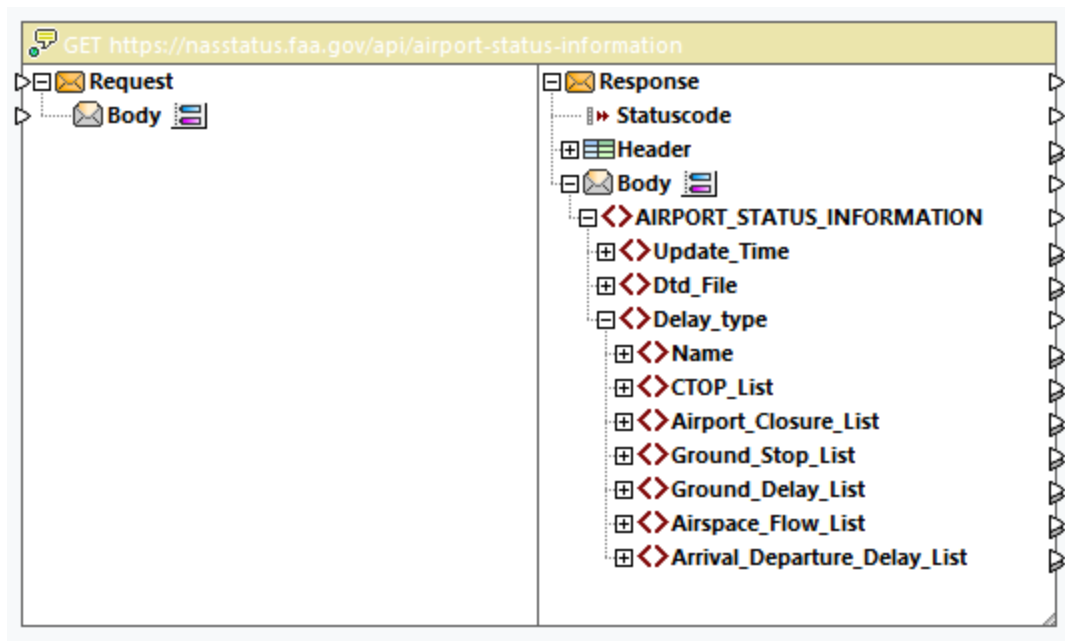 GET https://nasstatus.faa.gov/api/airport-status-information
Request
Body
Response
Statuscode
Header
Body
AIRPORT_STATUS_INFORMATION
Update_Time
Dtd_File
Delay_type
Name
CTOP_List
Airport_Closure_List
Ground_Stop_List
Ground_Delay_List
Airspace_Flow_List
Arrival_Departure_Delay_List